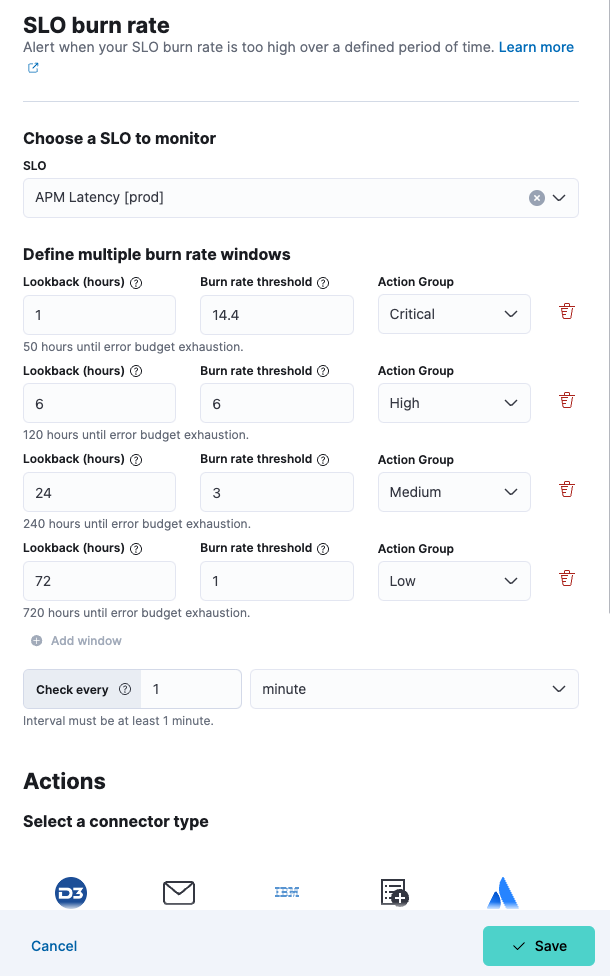 SLO burn rate
Alert when your SLO burn rate is too high over a defined period of time. Learn more
Choose a SLO to monitor
SLO
APM Latency [prod]
Define multiple burn rate windows
Lookback (hours) Burn rate threshold Action Group
1 14.4 Critical
50 hours until error budget exhaustion.
Lookback (hours) Burn rate threshold Action Group
6 6 High
120 hours until error budget exhaustion.
Lookback (hours) Burn rate threshold Action Group
24 3 Medium
240 hours until error budget exhaustion.
Lookback (hours) Burn rate threshold Action Group
72 1 Low
720 hours until error budget exhaustion.
Add window
Check every 1 minute
Interval must be at least 1 minute.
Actions
Select a connector type
D3 IBM
Cancel Save